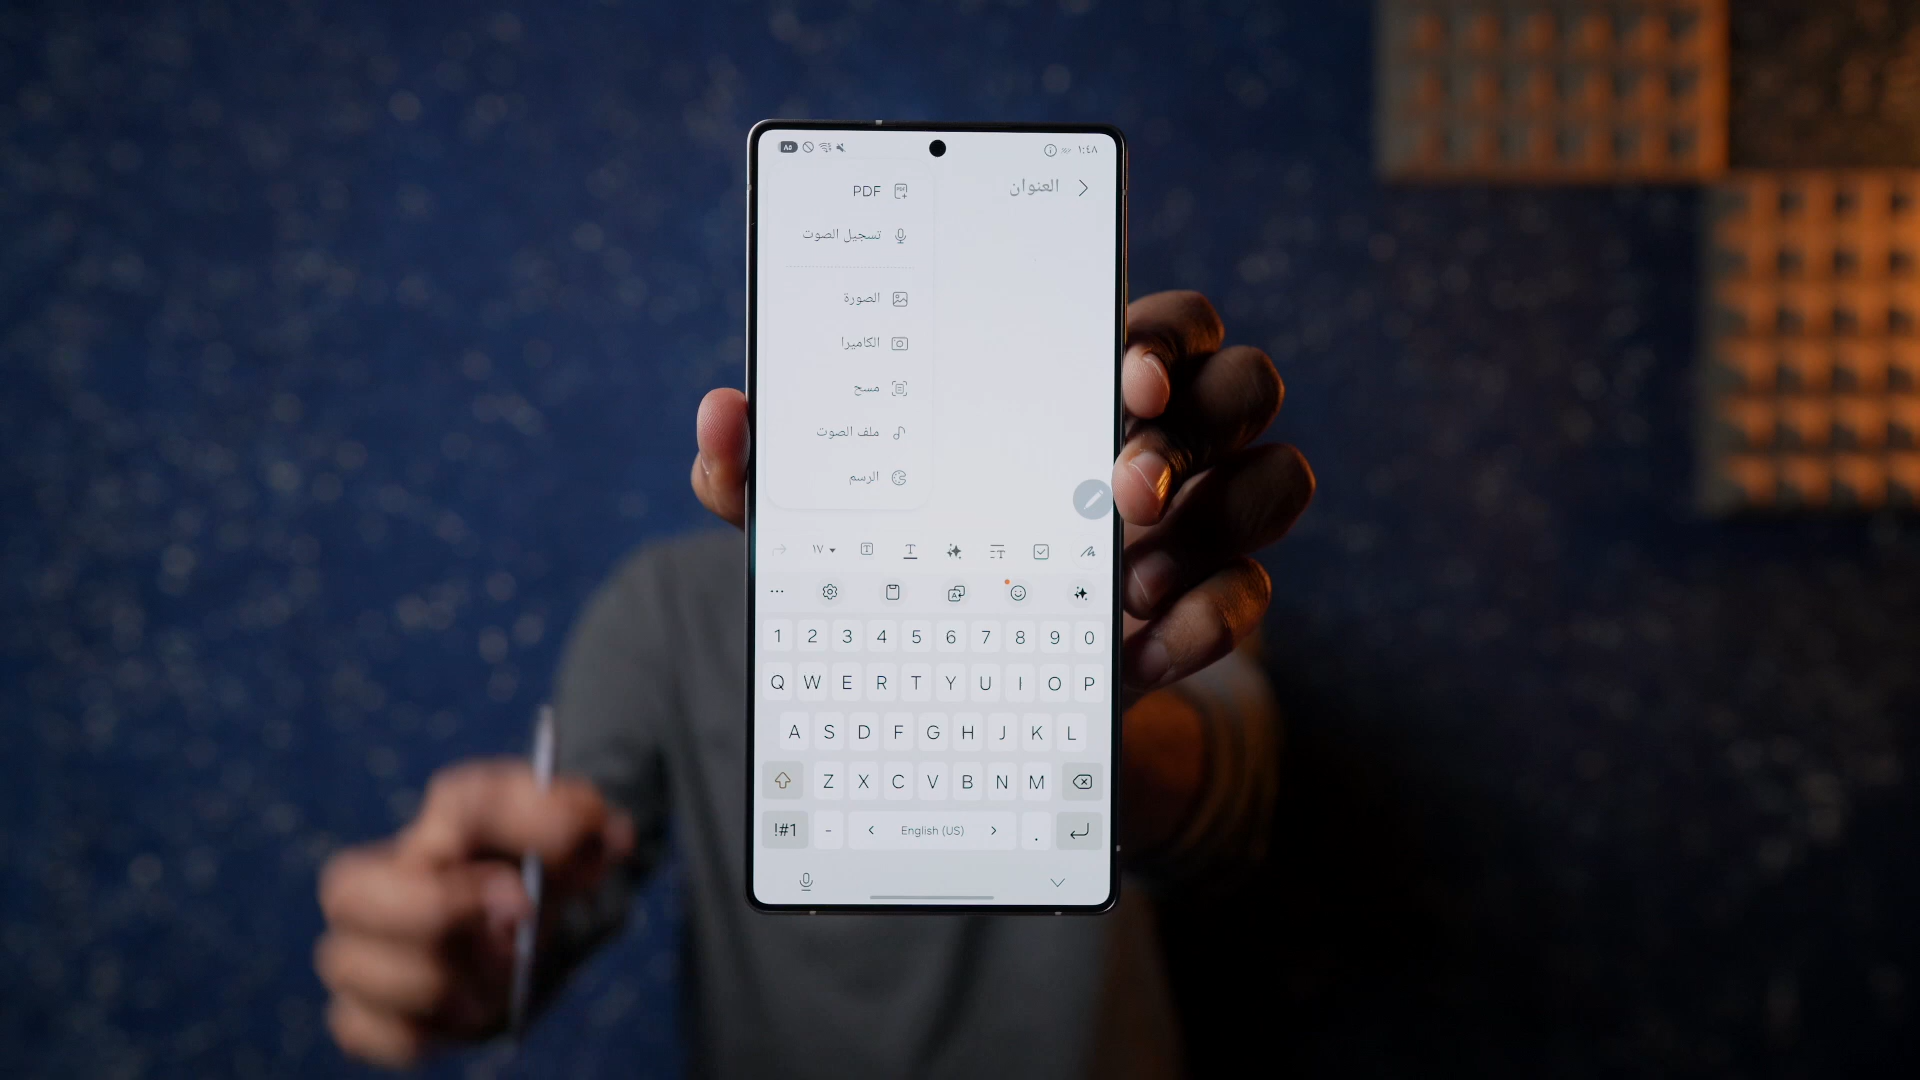 ١:٤٨
٨٥
العنوان
PDF
تسجيل الصوت
الصورة
الكاميرا
مسح
ملف الصوت
الرسم
١٧
1 2 3 4 5 6 7 8 9 0
Q W E R T Y U I O P
A S D F G H J K L
Z X C V B N M
!#1 - < English (US) > .